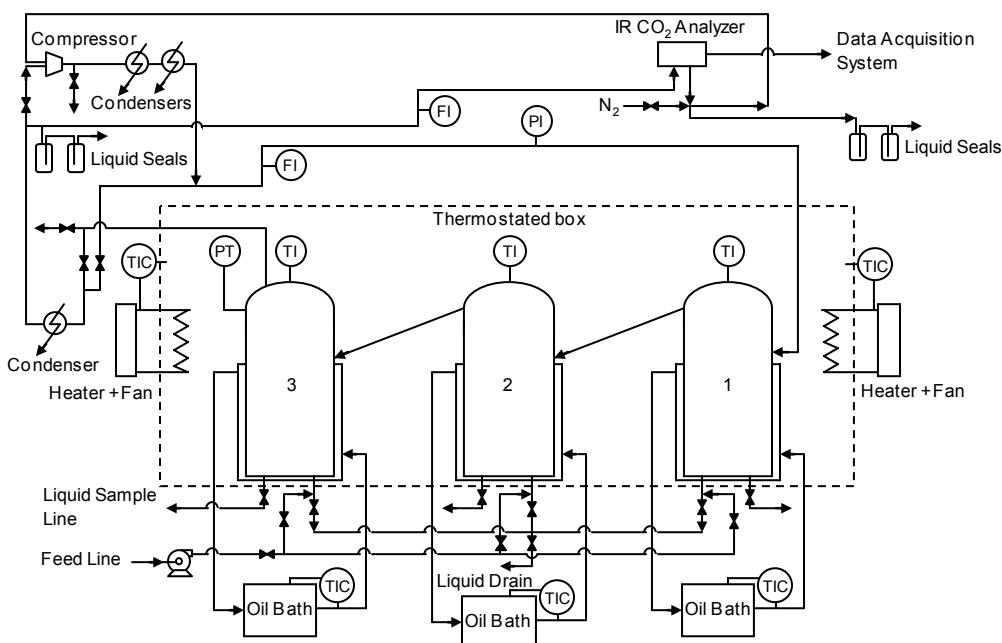 Compressor
IR CO₂ Analyzer
Data Acquisition
System
Condensers
N₂
FI
PI
Liquid Seals
Liquid Seals
FI
Thermostated box
TIC
PT
TI
TI
TI
TIC
Condenser
Heater+Fan
3
2
1
Heater+Fan
Liquid Sample
Line
Feed Line
Liquid Drain
TIC
TIC
TIC
Oil Bath
Oil Bath
Oil Bath